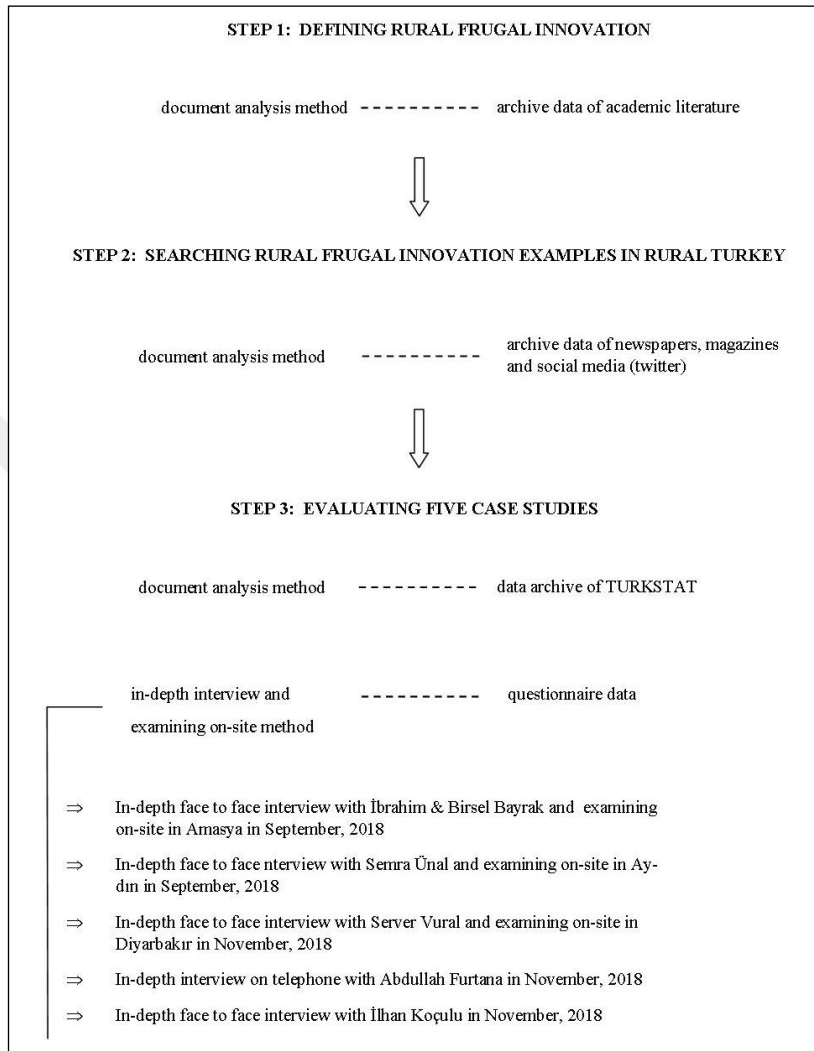 STEP 1: DEFINING RURAL FRUGAL INNOVATION
document analysis method ---------- archive data of academic literature
STEP 2: SEARCHING RURAL FRUGAL INNOVATION EXAMPLES IN RURAL TURKEY
document analysis method ---------- archive data of newspapers, magazines
and social media (twitter)
STEP 3: EVALUATING FIVE CASE STUDIES
document analysis method ---------- data archive of TURKSTAT
in-depth interview and ---------- questionnaire data
examining on-site method
⇒ In-depth face to face interview with İbrahim & Birsel Bayrak and examining
on-site in Amasya in September, 2018
⇒ In-depth face to face nterview with Semra Ünal and examining on-site in Ay-
dın in September, 2018
⇒ In-depth face to face interview with Server Vural and examining on-site in
Diyarbakır in November, 2018
⇒ In-depth interview on telephone with Abdullah Furtana in November, 2018
⇒ In-depth face to face interview with İlhan Koçulu in November, 2018